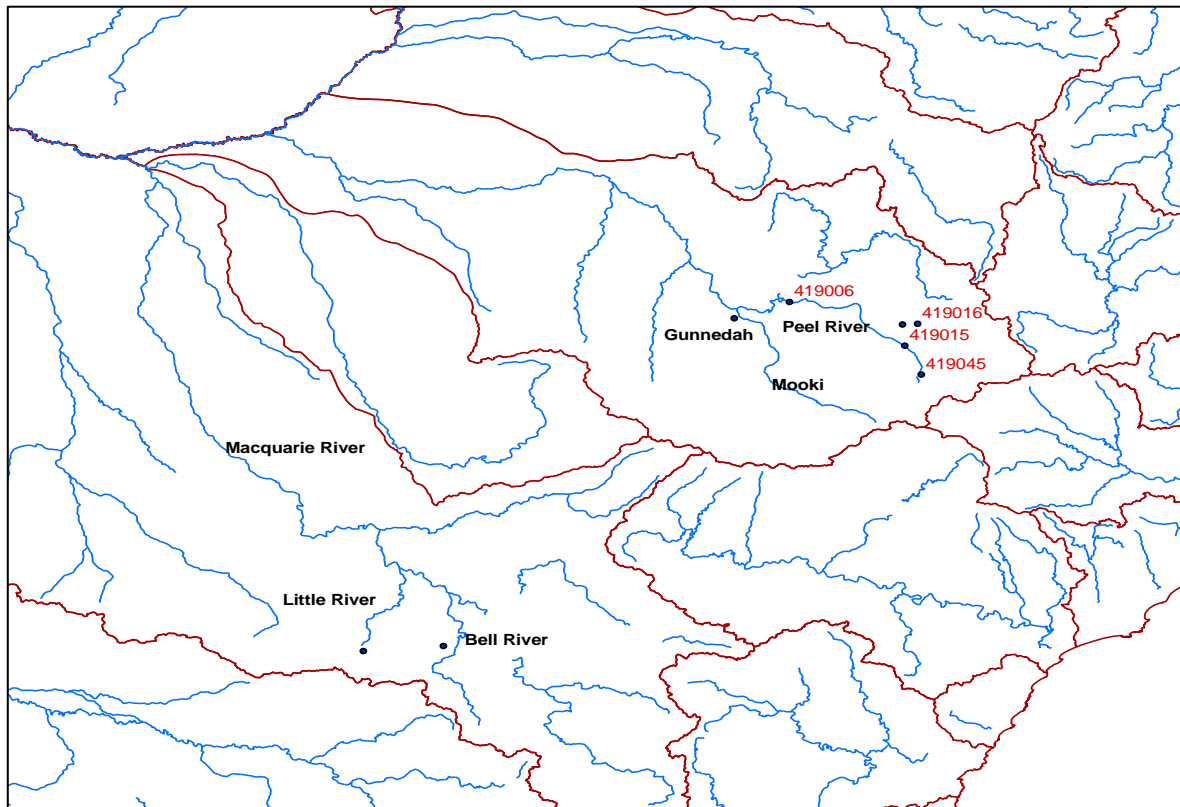 419006
419016
Peel River
Gunnedah
419015
419045
Mooki
Macquarie River
Little River
Bell River